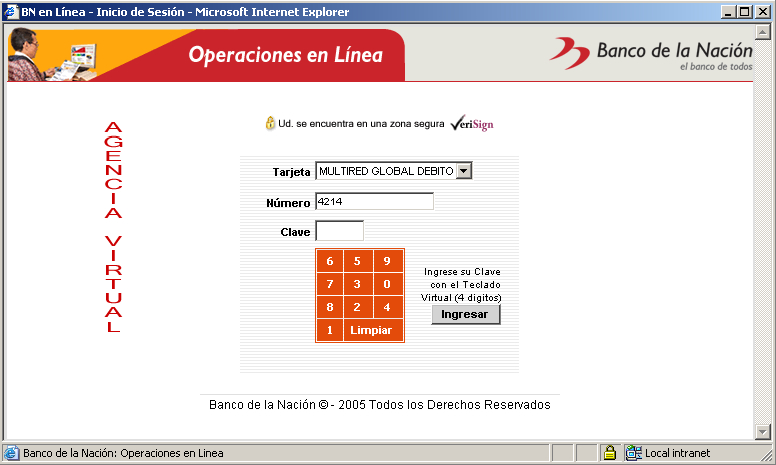 BN en Línea - Inicio de Sesión - Microsoft Internet Explorer
Operaciones en Línea
Banco de la Nación
el banco de todos
Ud. se encuentra en una zona segura VeriSign
AGENCIA VIRTUAL
Tarjeta MULTIRED GLOBAL DEBITO
Número 4214
Clave
6 5 9
7 3 0
8 2 4
1 Limpiar
Ingrese su Clave
con el Teclado
Virtual (4 digitos)
Ingresar
Banco de la Nación © - 2005 Todos los Derechos Reservados
Banco de la Nación: Operaciones en Linea
Local intranet